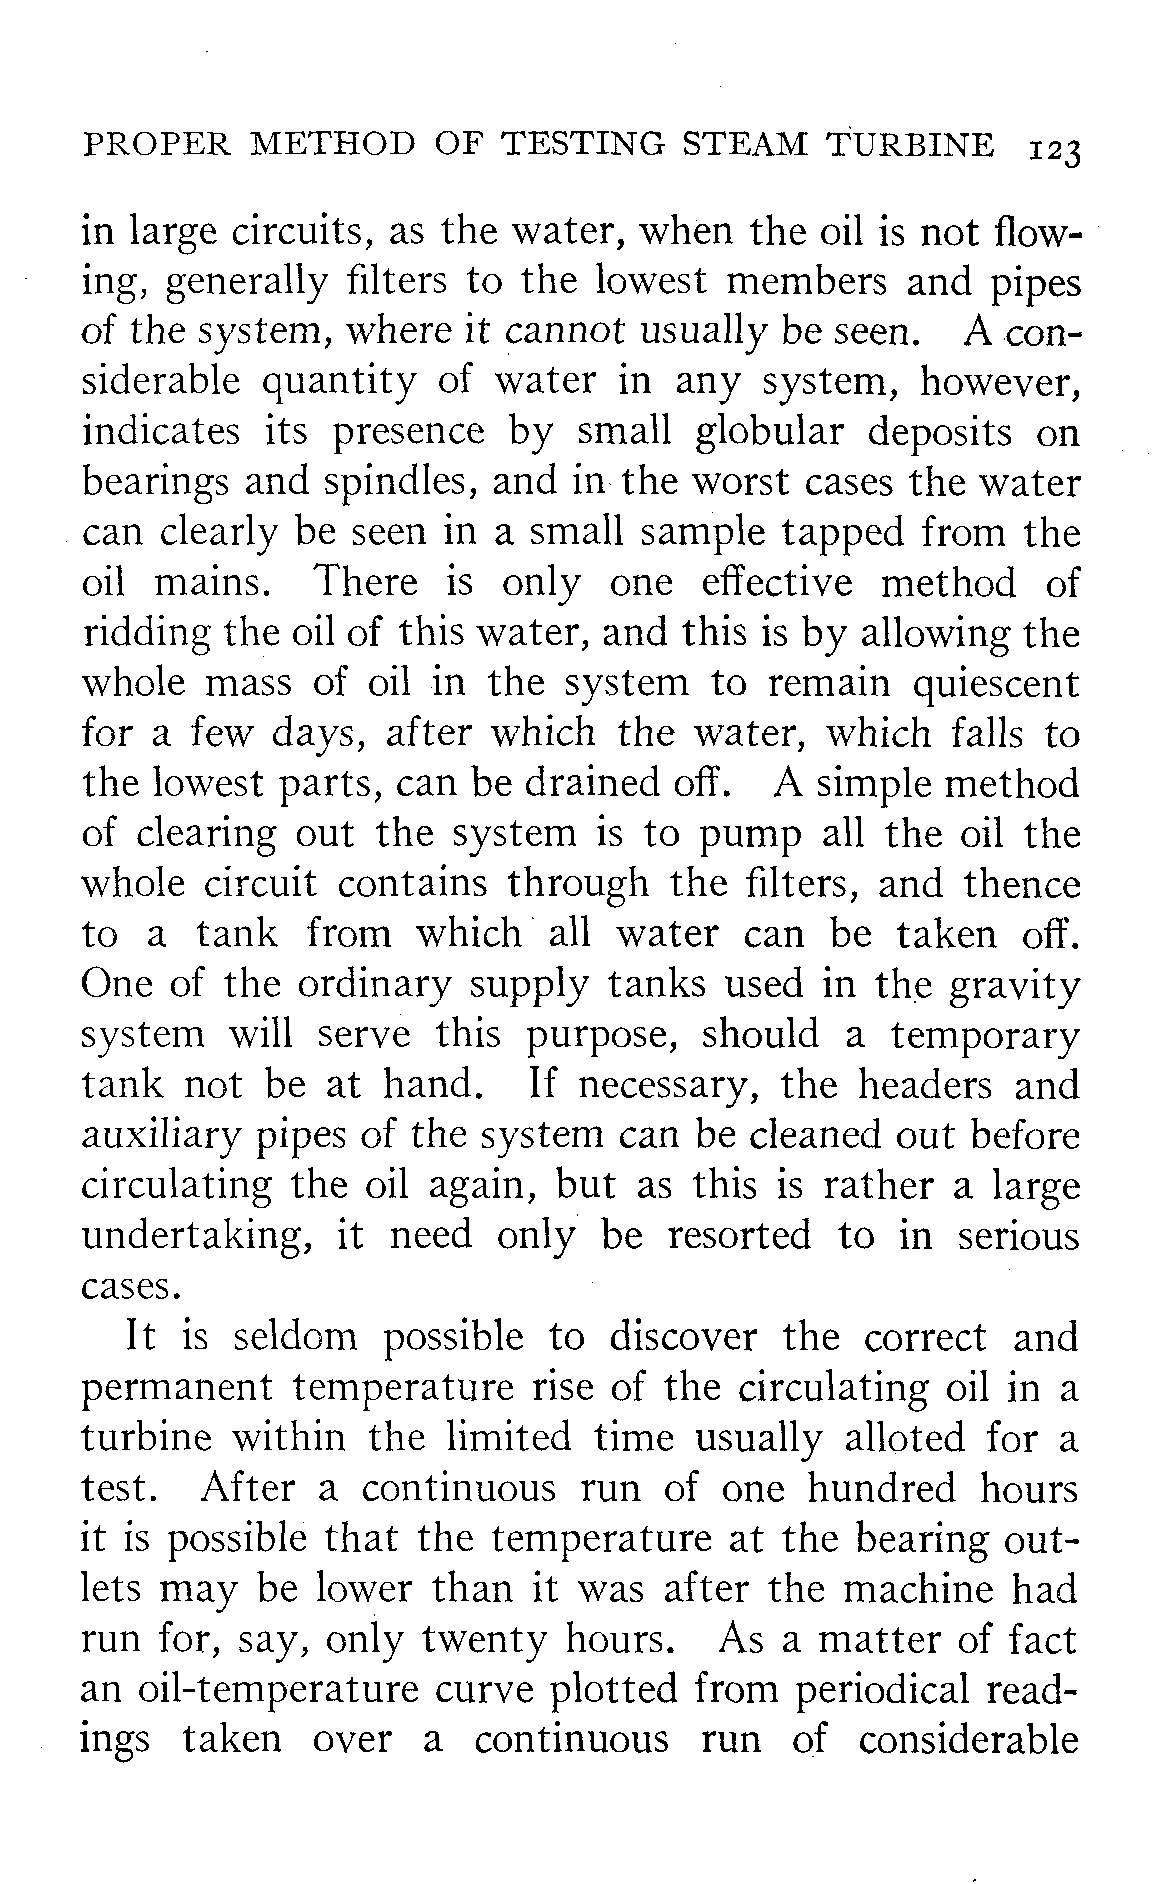 PROPER METHOD OF TESTING STEAM TURBINE 123
in large circuits, as the water, when the oil is not flow-
ing, generally filters to the lowest members and pipes
of the system, where it cannot usually be seen. A con-
siderable quantity of water in any system, however,
indicates its presence by small globular deposits on
bearings and spindles, and in the worst cases the water
can clearly be seen in a small sample tapped from the
oil mains. There is only one effective method of
ridding the oil of this water, and this is by allowing the
whole mass of oil in the system to remain quiescent
for a few days, after which the water, which falls to
the lowest parts, can be drained off. A simple method
of clearing out the system is to pump all the oil the
whole circuit contains through the filters, and thence
to a tank from which all water can be taken off.
One of the ordinary supply tanks used in the gravity
system will serve this purpose, should a temporary
tank not be at hand. If necessary, the headers and
auxiliary pipes of the system can be cleaned out before
circulating the oil again, but as this is rather a large
undertaking, it need only be resorted to in serious
cases.
It is seldom possible to discover the correct and
permanent temperature rise of the circulating oil in a
turbine within the limited time usually alloted for a
test. After a continuous run of one hundred hours
it is possible that the temperature at the bearing out-
lets may be lower than it was after the machine had
run for, say, only twenty hours. As a matter of fact
an oil-temperature curve plotted from periodical read-
ings taken over a continuous run of considerable